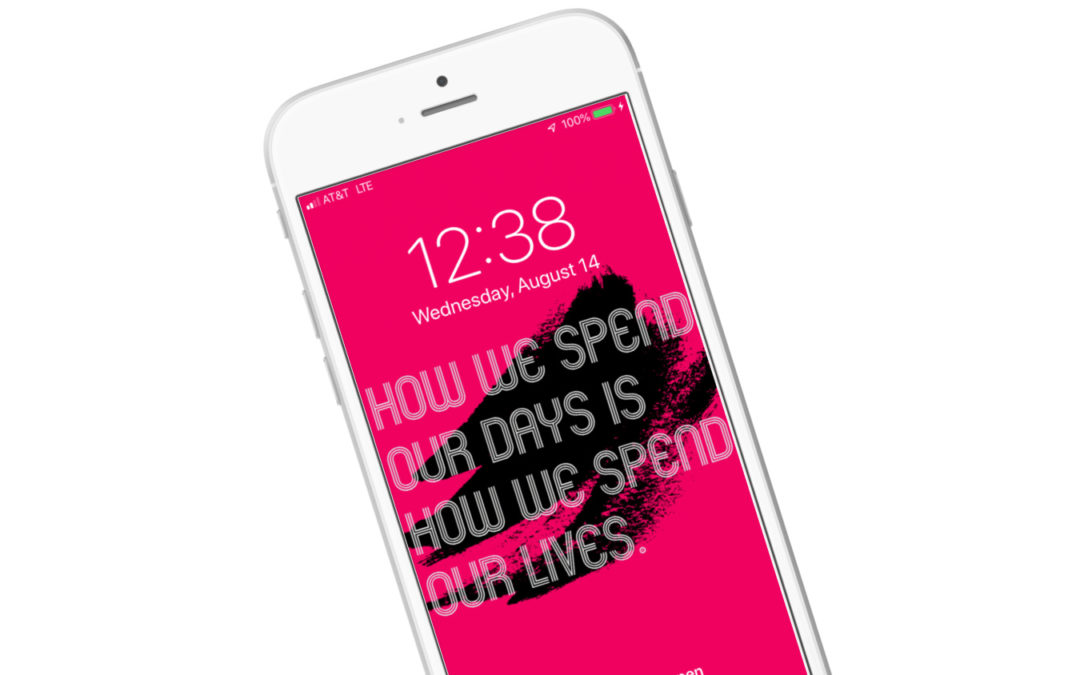 AT&T LTE
100%
12:38
Wednesday, August 14
HOW WE SPEND
OUR DAYS IS
HOW WE SPEND
OUR LIVES.